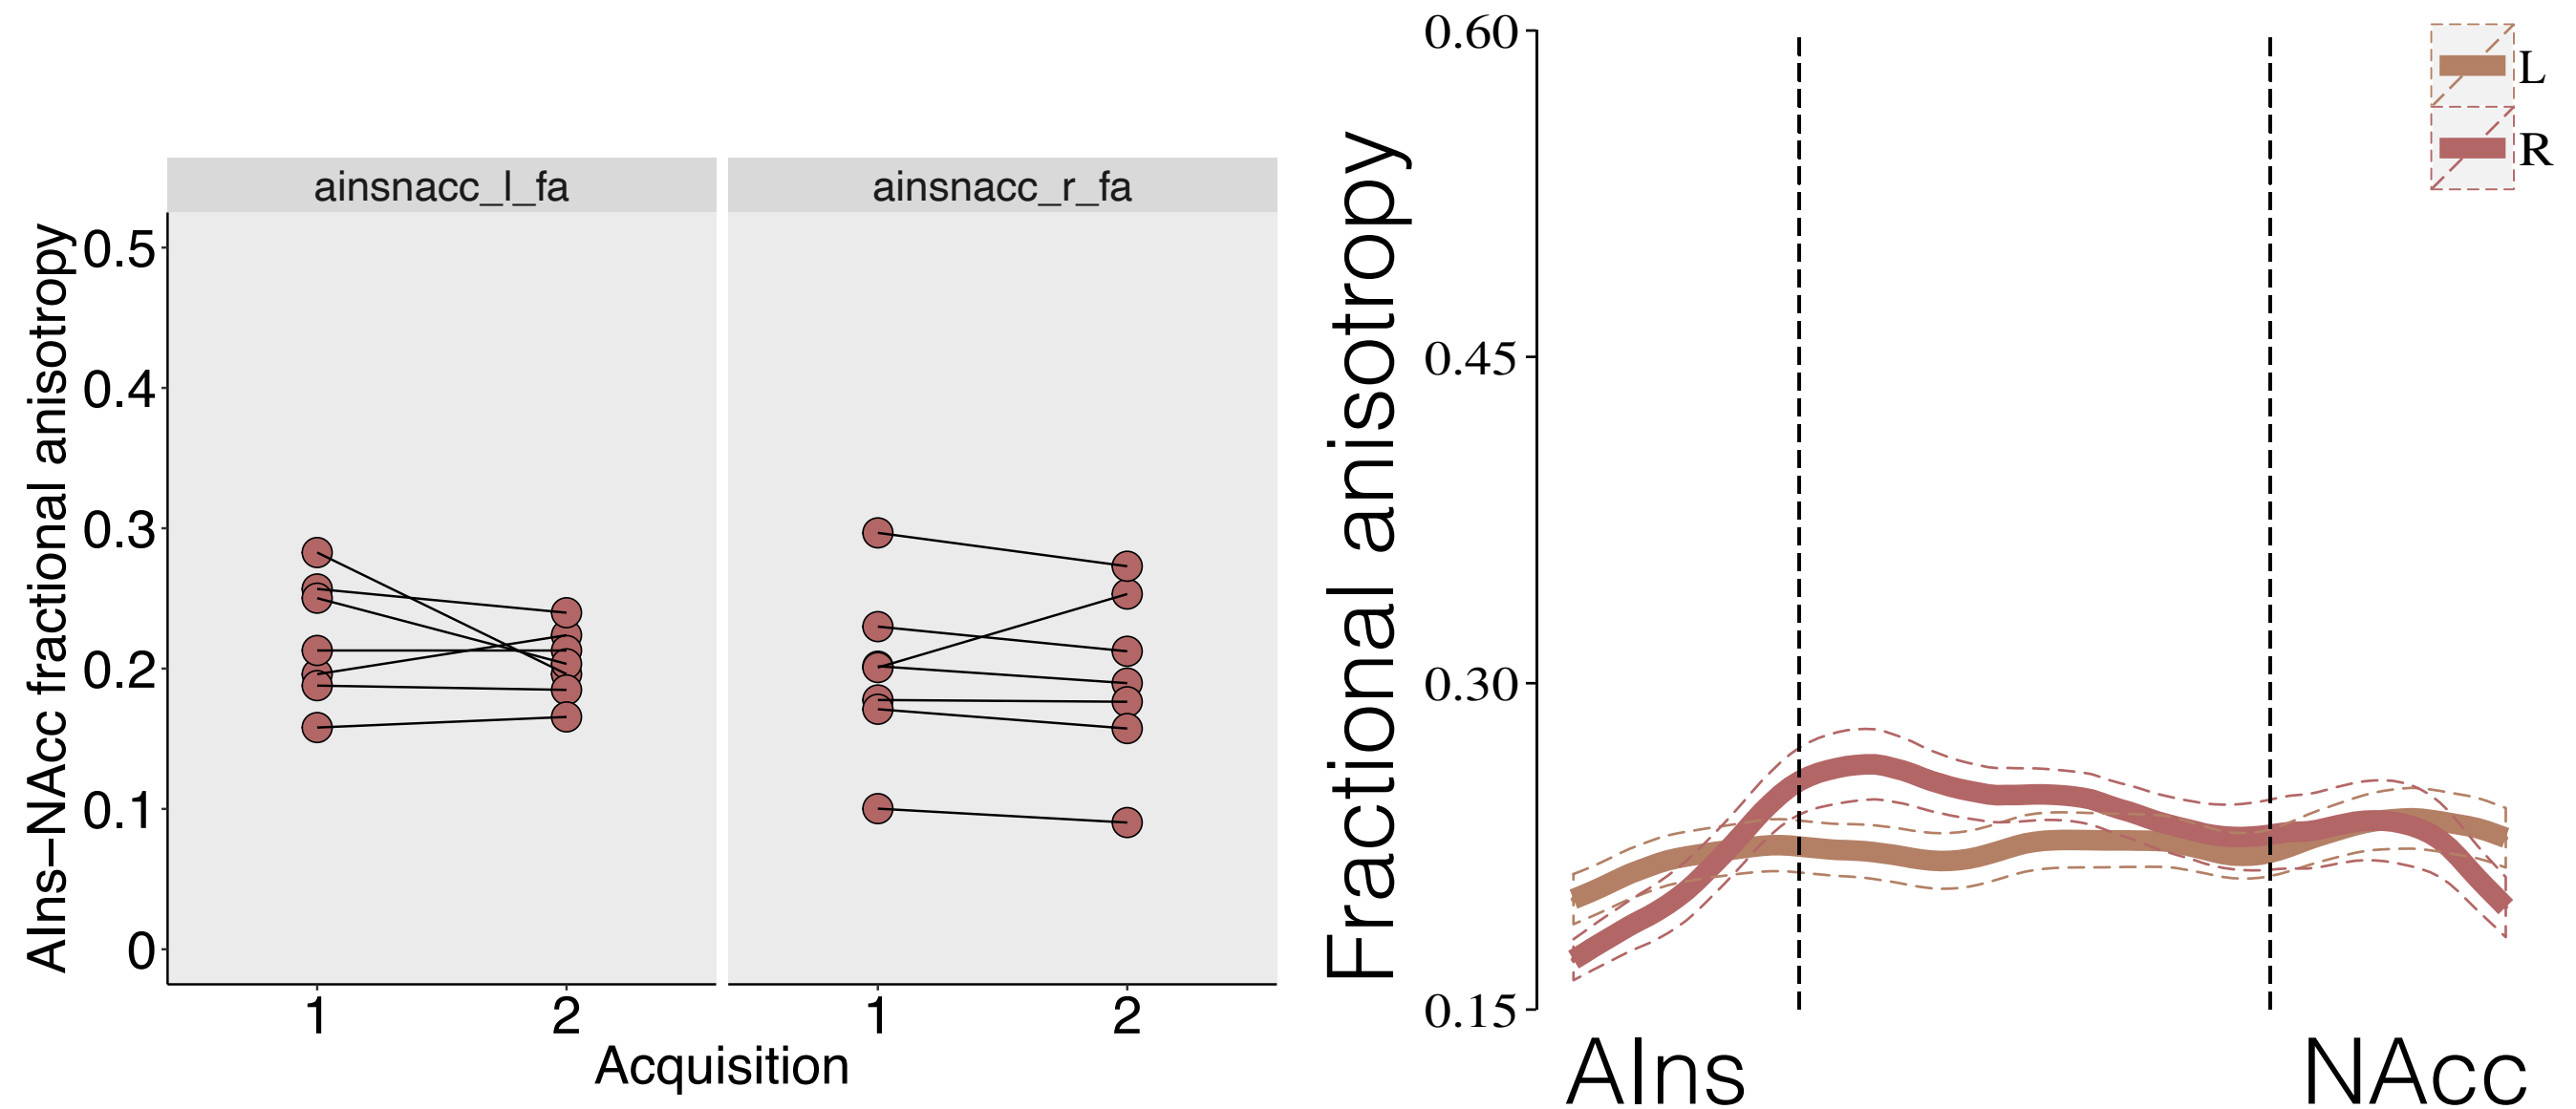 ainsnacc_l_fa
ainsnacc_r_fa
AIns−NAcc fractional anisotropy
0.5
0.4
0.3
0.2
0.1
0
1
2
1
2
Acquisition
Fractional anisotropy
0.60
0.45
0.30
0.15
AIns
NAcc
L
R